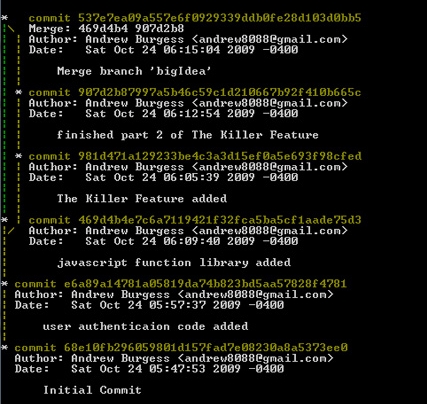 * commit 537e7ea09a557e6f0929339ddb0fe28d103d0bb5
|\ Merge: 469d4b4 907d2b8
| | Author: Andrew Burgess <andrew8088@gmail.com>
| | Date: Sat Oct 24 06:15:04 2009 -0400
| | Merge branch 'bigIdea'
| * commit 907d2b87997a5b46c59c1d210667b92f410b665c
| | Author: Andrew Burgess <andrew8088@gmail.com>
| | Date: Sat Oct 24 06:12:54 2009 -0400
| | finished part 2 of The Killer Feature
| * commit 981d471a129233be4c3a3d15ef0a5e693f98cfed
| | Author: Andrew Burgess <andrew8088@gmail.com>
| | Date: Sat Oct 24 06:05:39 2009 -0400
| | The Killer Feature added
* | commit 469d4b4e7c6a7119421f32fca5ba5cf1aade75d3
|/ Author: Andrew Burgess <andrew8088@gmail.com>
| Date: Sat Oct 24 06:09:40 2009 -0400
| javascript function library added
* commit e6a89a14781a05819da74b823bd5aa57828f4781
| Author: Andrew Burgess <andrew8088@gmail.com>
| Date: Sat Oct 24 05:57:37 2009 -0400
| user authenticaion code added
* commit 68e10fb296059801d157fad7e08230a8a5373ee0
Author: Andrew Burgess <andrew8088@gmail.com>
Date: Sat Oct 24 05:47:53 2009 -0400
Initial Commit